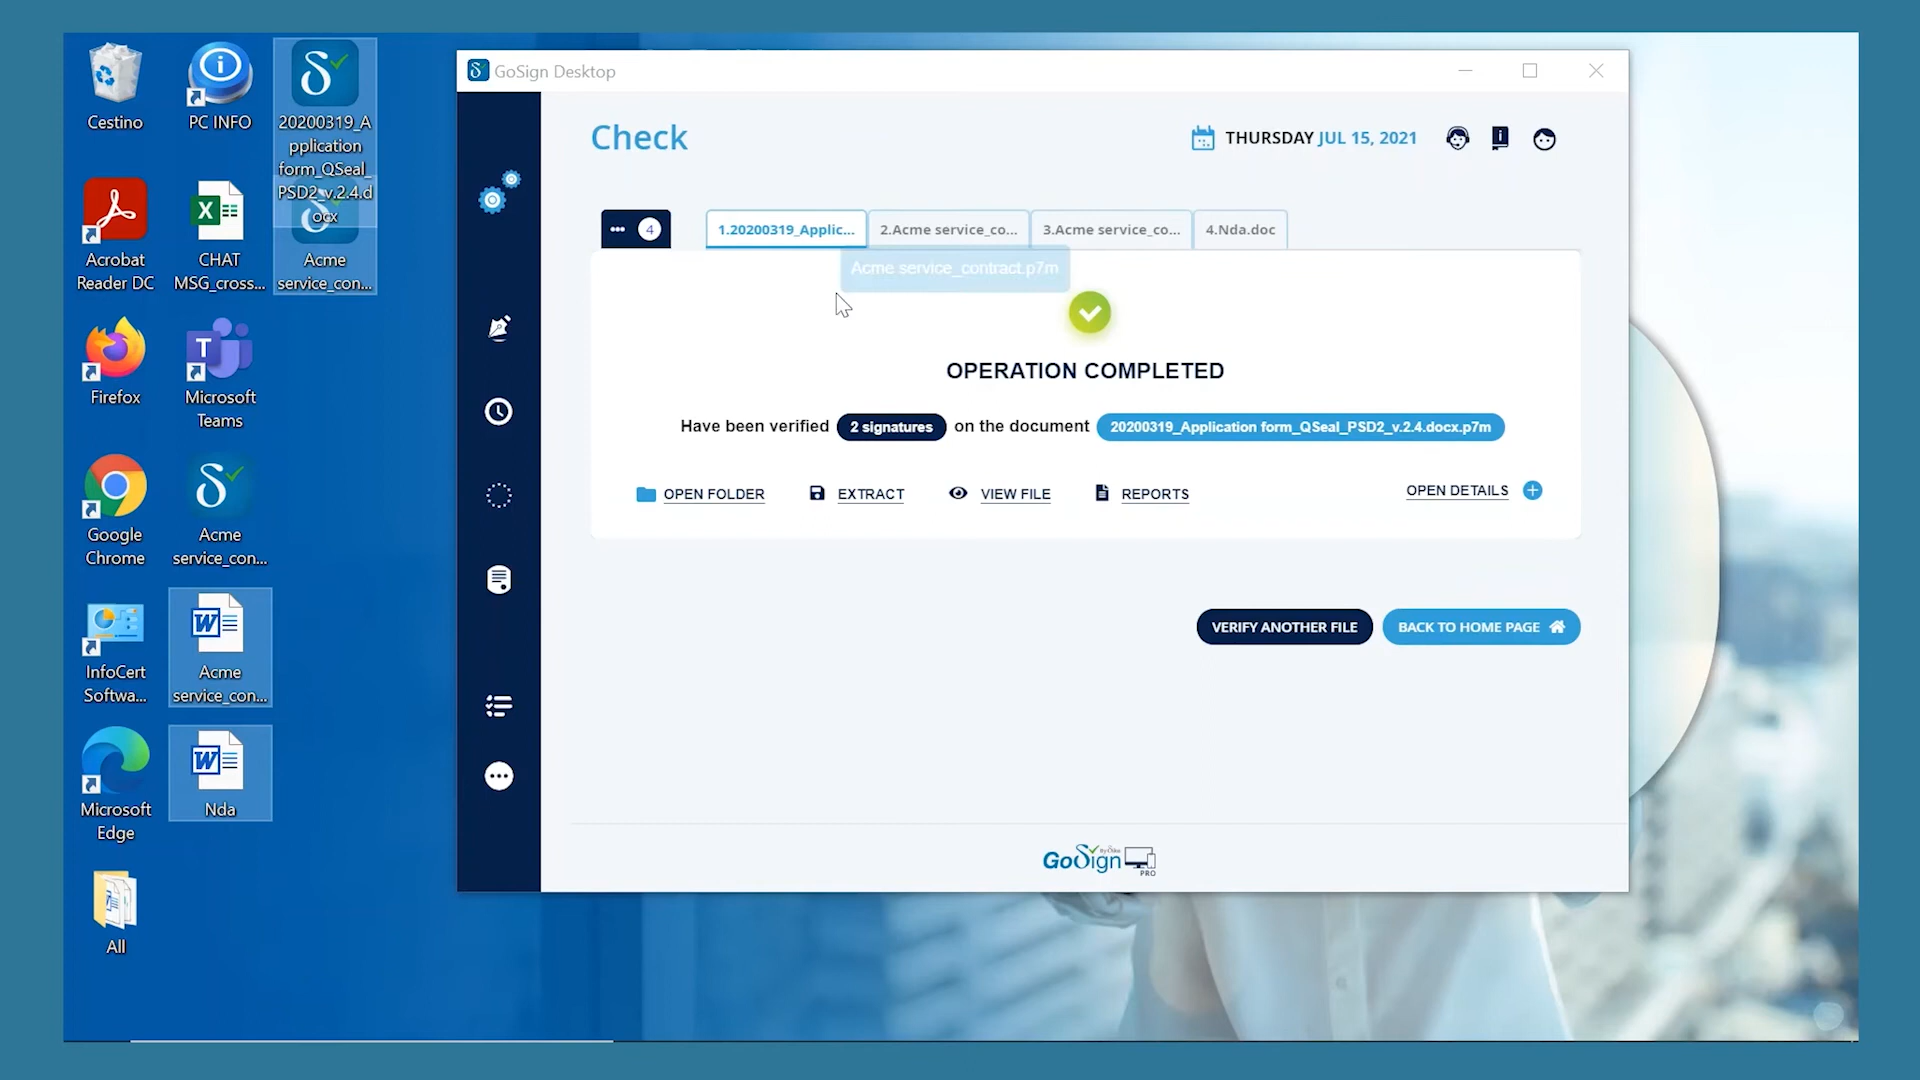 Cestino
PC INFO
20200319_A
pplication
form_QSeal_
PSD2_v.2.4.d
ocx
Acrobat
Reader DC
CHAT
MSG_cross...
Acme
service_con...
Firefox
Microsoft
Teams
Google
Chrome
Acme
service_con...
InfoCert
Softwa...
Acme
service_con...
Microsoft
Edge
Nda
All
GoSign Desktop
Check
THURSDAY JUL 15, 2021
4
1.20200319_Applic...
2.Acme service_co...
3.Acme service_co...
4.Nda.doc
Acme service_contract.p7m
OPERATION COMPLETED
Have been verified 2 signatures on the document 20200319_Application form_QSeal_PSD2_v.2.4.docx.p7m
OPEN FOLDER
EXTRACT
VIEW FILE
REPORTS
OPEN DETAILS
VERIFY ANOTHER FILE
BACK TO HOME PAGE
GoSign
PRO